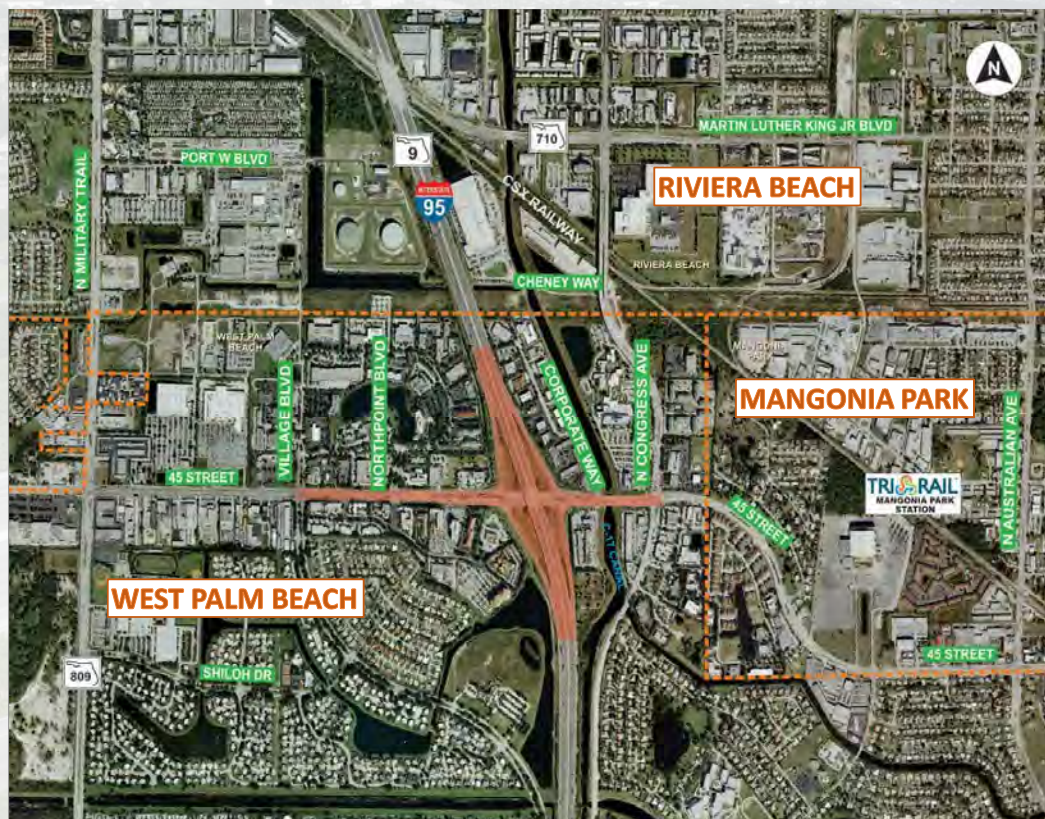 N
MARTIN LUTHER KING JR BLVD
710
9
PORT W BLVD
INTERSTATE
95
RIVIERA BEACH
CSX RAILWAY
N MILITARY TRAIL
RIVIERA BEACH
CHENEY WAY
WEST PALM
BEACH
MANGONIA
PARK
VILLAGE BLVD
NORTHPOINT BLVD
CORPORATE WAY
N CONGRESS AVE
MANGONIA PARK
N AUSTRALIAN AVE
45 STREET
TRI RAIL
MANGONIA PARK
STATION
45 STREET
C-17 CANAL
WEST PALM BEACH
45 STREET
SHILOH DR
809